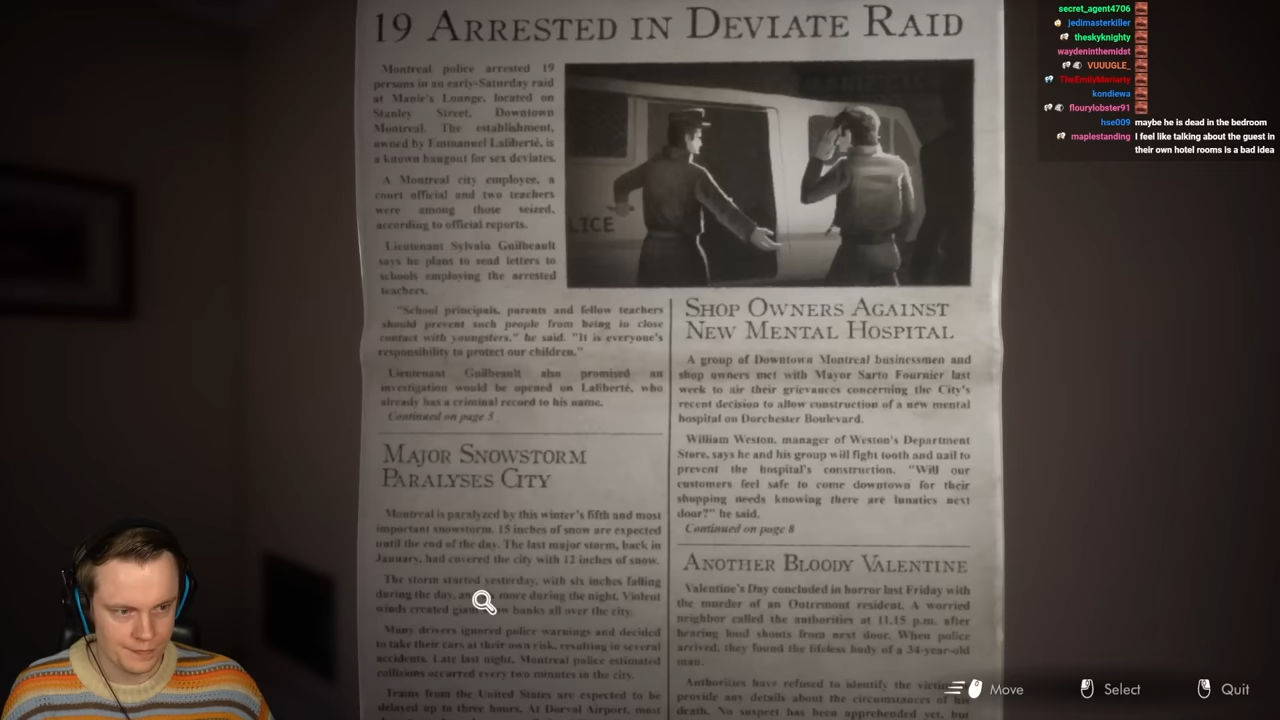 19 Arrested in Deviate Raid
Montreal police arrested 19
persons in an early-Saturday raid
at Manic's Lounge, located on
Stanley Street, Downtown
Montreal. The establishment,
owned by Emmanuel Laliberté, is
a known hangout for sex deviates.
A Montreal city employee, a
court official and two teachers
were among those seized,
according to official reports.
Lieutenant Sylvain Guilbeault
says he plans to send letters to
schools employing the arrested
teachers.
"School principals, parents and fellow teachers
should prevent such people from being in close
contact with youngsters," he said. "It is everyone's
responsibility to protect our children."
Lieutenant Guilbeault also promised an
investigation would be opened on Laliberté, who
already has a criminal record to his name.
Continued on page 5
LICE
Major Snowstorm
Paralyses City
Montreal is paralyzed by this winter's fifth and most
important snowstorm. 15 inches of snow are expected
until the end of the day. The last major storm, back in
January, had covered the city with 12 inches of snow.
The storm started yesterday, with six inches falling
during the day, more during the night. Violent
winds created banks all over the city.
Many drivers ignored police warnings and decided
to take their cars at their own risk, resulting in several
accidents. Late last night, Montreal police estimated
collisions occurred every two minutes in the city.
Trains from the United States are expected to be
delayed up to three hours. At Dorval Airport, most
Shop Owners Against
New Mental Hospital
A group of Downtown Montreal businessmen and
shop owners met with Mayor Sarto Fournier last
week to air their grievances concerning the City's
recent decision to allow construction of a new mental
hospital on Dorchester Boulevard.
William Weston, manager of Weston's Department
Store, says he and his group will fight tooth and nail to
prevent the hospital's construction. "Will our
customers feel safe to come downtown for their
shopping needs knowing there are lunatics next
door?" he said.
Continued on page 8
Another Bloody Valentine
Valentine's Day concluded in horror last Friday with
the murder of an Outremont resident. A worried
neighbor called the authorities at 11.15 p.m. after
hearing loud shouts from next door. When police
arrived, they found the lifeless body of a 34-year-old
man.
Authorities have refused to identify the
provide any details about the circumstances of
death. No suspect has been apprehended yet, but
secret_agent4706
jedimasterkiller
theskyknighty
waydeninthemidst
VUUUGLE_
TheEmilyMoriarty
kondiewa
flourylobster91
hse009 maybe he is dead in the bedroom
maplestanding I feel like talking about the guest in
their own hotel rooms is a bad idea
Move Select Quit